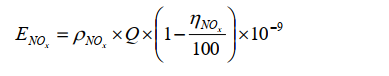 E_{NO_x} = ρ_{NO_x} × Q × (1 − η_{NO_x}/100) × 10^{-9}